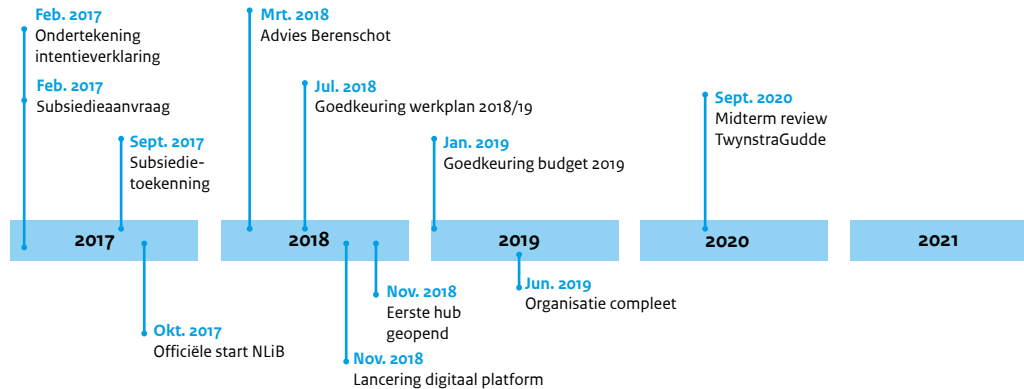 Feb. 2017
Ondertekening
intentieverklaring
Feb. 2017
Subsidieaanvraag
Sept. 2017
Subsiedie-
toekenning
Mrt. 2018
Advies Berenschot
Jul. 2018
Goedkeuring werkplan 2018/19
Jan. 2019
Goedkeuring budget 2019
Sept. 2020
Midterm review
TwynstraGudde
2017
2018
2019
2020
2021
Okt. 2017
Officiële start NLiB
Nov. 2018
Eerste hub
geopend
Nov. 2018
Lancering digitaal platform
Jun. 2019
Organisatie compleet